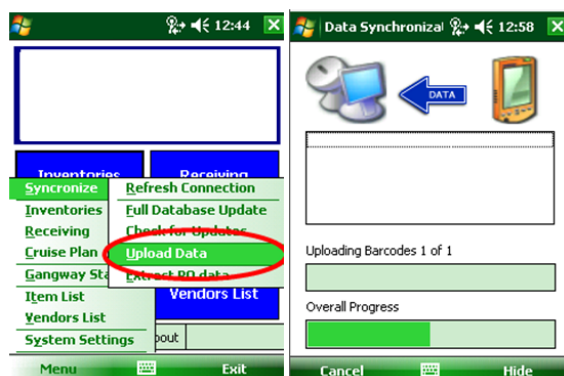 12:44
Inventories Receiving
Syncronize
Refresh Connection
Inventories
Full Database Update
Receiving
Check for Updates
Cruise Plan
Upload Data
Gangway Sta
Extract PO data
Item List
Vendors List
Vendors List
System Settings
bout
Menu
Exit
Data Synchronizat
12:58
DATA
Uploading Barcodes 1 of 1
Overall Progress
Cancel
Hide